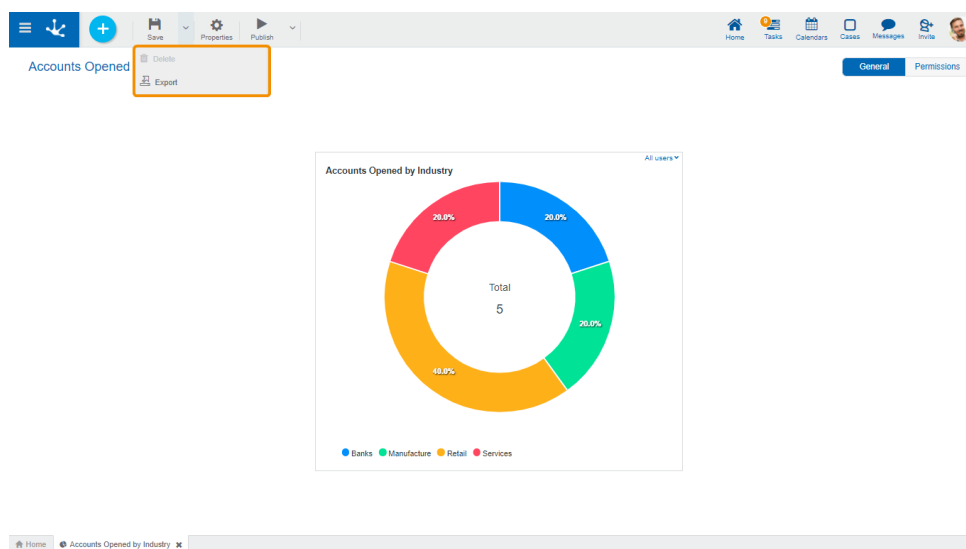 Save
Properties
Publish
Home
9
Tasks
Calendars
Cases
Messages
Invite
Accounts Opened
Delete
Export
General
Permissions
All users
Accounts Opened by Industry
20.0%
20.0%
Total
5
20.0%
40.0%
Banks
Manufacture
Retail
Services
Home
Accounts Opened by Industry